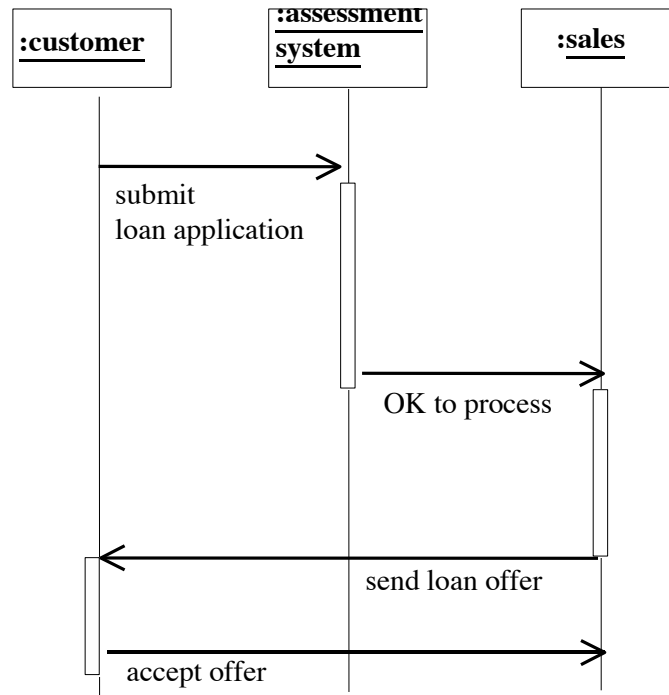 :customer
:assessment
system
:sales
submit
loan application
OK to process
send loan offer
accept offer